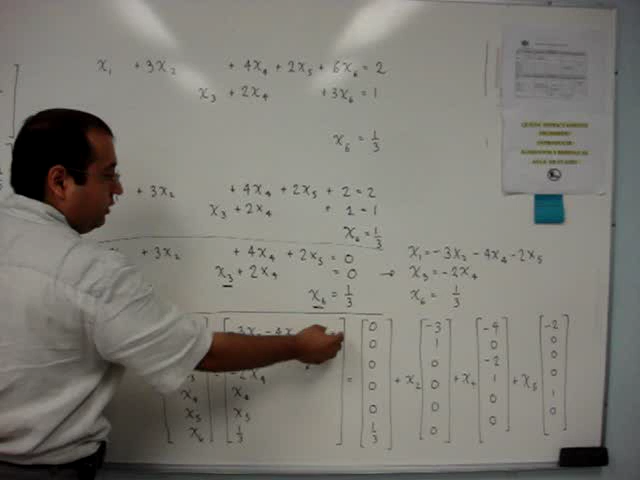 x₁ + 3x₂ + 4x₄ + 2x₅ + 6x₆ = 2
x₃ + 2x₄ + 3x₆ = 1
x₆ = 1/3
+ 3x₂ + 4x₄ + 2x₅ + 2 = 2
x₃ + 2x₄ + 1 = 1
x₆ = 1/3
+ 3x₂ + 4x₄ + 2x₅ = 0
x₃ + 2x₄ = 0
x₆ = 1/3
→ x₁ = -3x₂ - 4x₄ - 2x₅
x₃ = -2x₄
x₆ = 1/3
-3x₂ - 4x₄ 0 -3 -4 -2
0 1 0 0
x₃ -2x₄ 0 0 -2 0
x₄ x₄ = 0 + x₂ 0 + x₄ 1 + x₅ 0
x₅ x₅ 0 0 0 1
x₆ 1/3 1/3 0 0 0